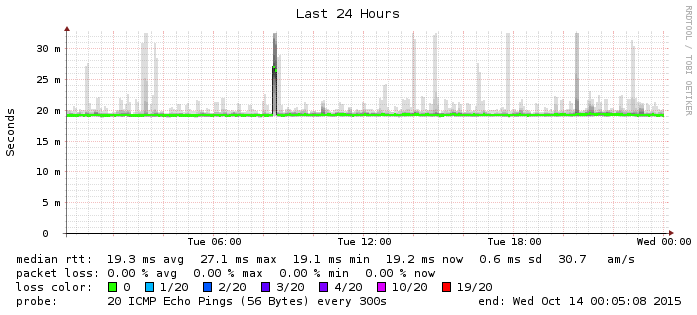 Last 24 Hours
RRDTOOL / TOBI OETIKER
Seconds
30 m
25 m
20 m
15 m
10 m
5 m
0
Tue 06:00 Tue 12:00 Tue 18:00 Wed 00:00
median rtt: 19.3 ms avg 27.1 ms max 19.1 ms min 19.2 ms now 0.6 ms sd 30.7 am/s
packet loss: 0.00 % avg 0.00 % max 0.00 % min 0.00 % now
loss color: 0 1/20 2/20 3/20 4/20 10/20 19/20
probe: 20 ICMP Echo Pings (56 Bytes) every 300s end: Wed Oct 14 00:05:08 2015